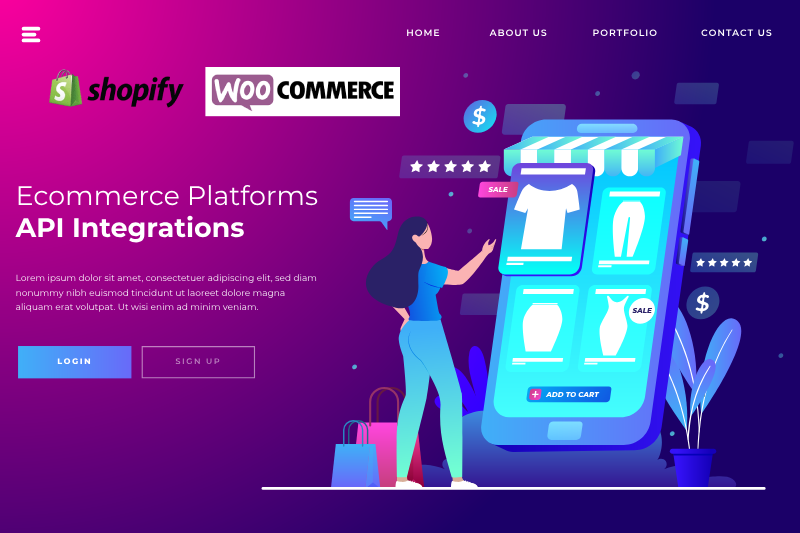 HOME
ABOUT US
PORTFOLIO
CONTACT US
shopify
WOO COMMERCE
SALE
Ecommerce Platforms
API Integrations
Lorem ipsum dolor sit amet, consectetuer adipiscing elit, sed diam
nonummy nibh euismod tincidunt ut laoreet dolore magna
aliquam erat volutpat. Ut wisi enim ad minim veniam.
SALE
LOGIN
SIGN UP
ADD TO CART